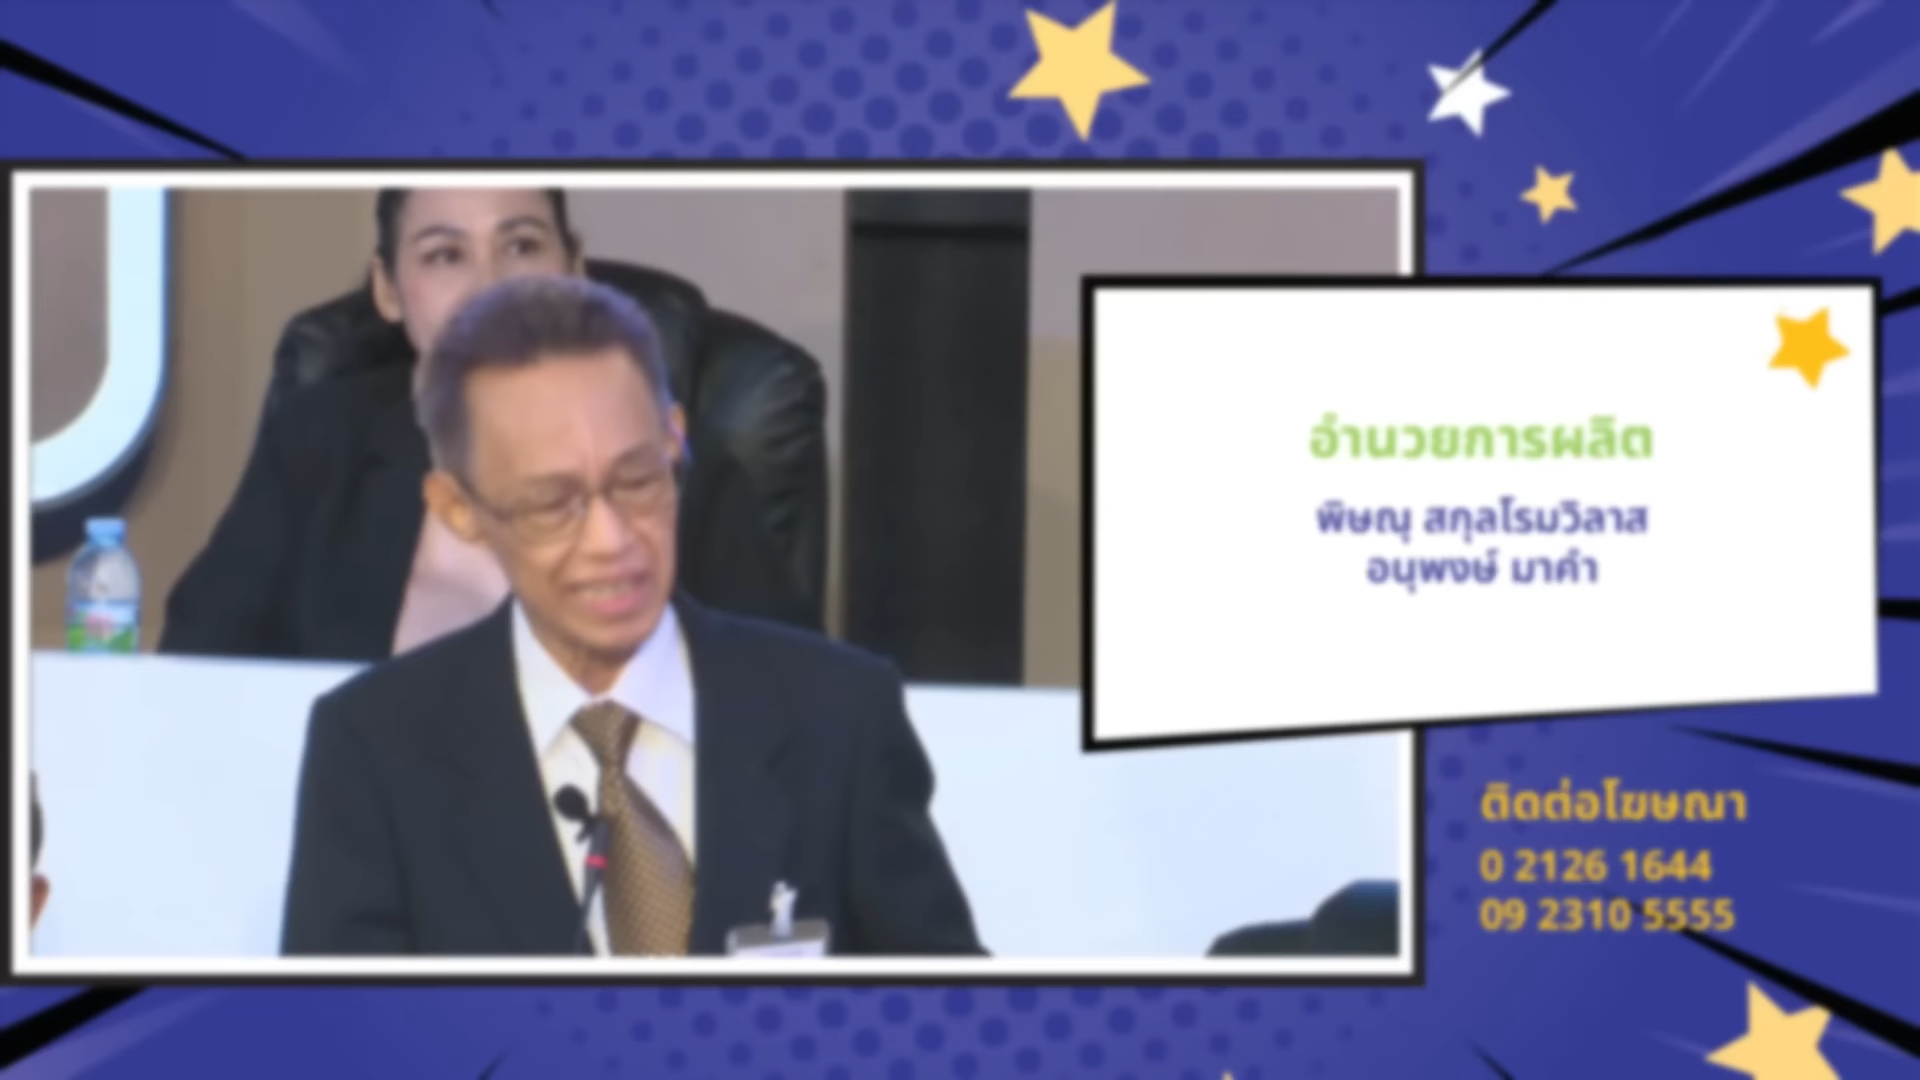 อำนวยการผลิต
พิษณุ สกุลโรมวิลาส
อนุพงษ์ มาคำ
ติดต่อโฆษณา
0 2126 1644
09 2310 5555